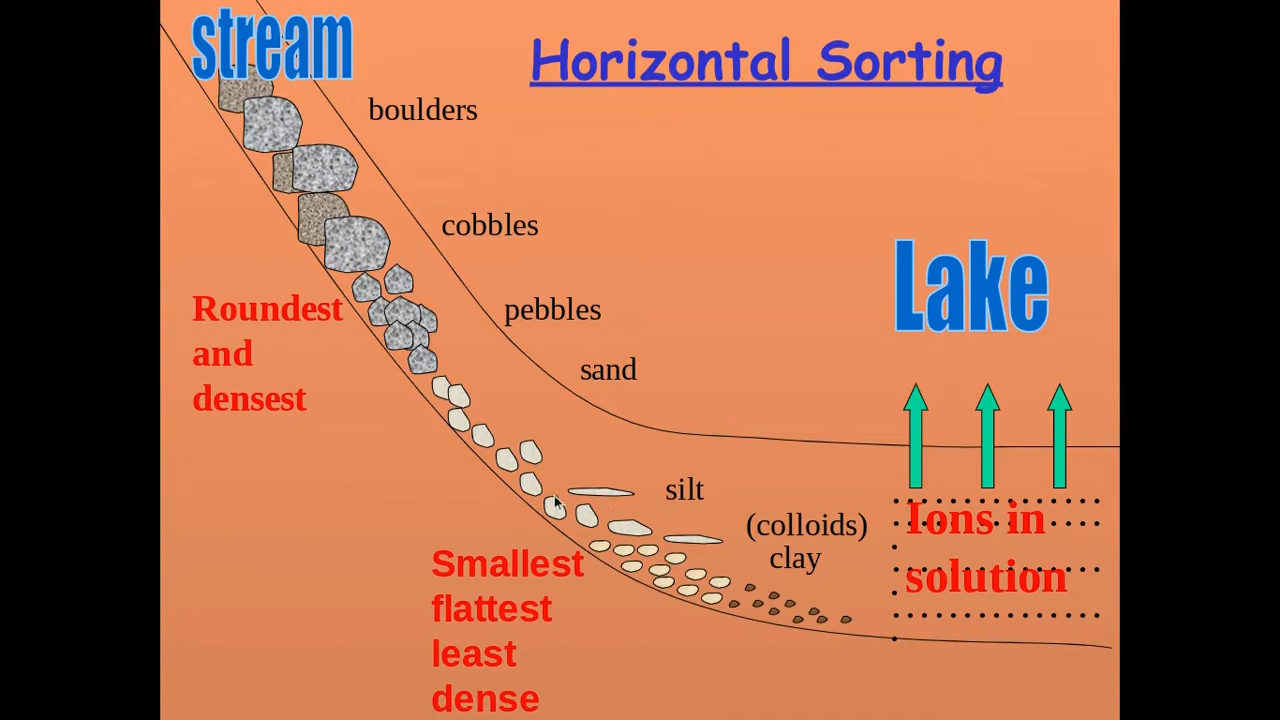 stream
Horizontal Sorting
boulders
cobbles
Lake
Roundest
and
densest
pebbles
sand
silt
(colloids)
clay
Ions in
solution
Smallest
flattest
least
dense